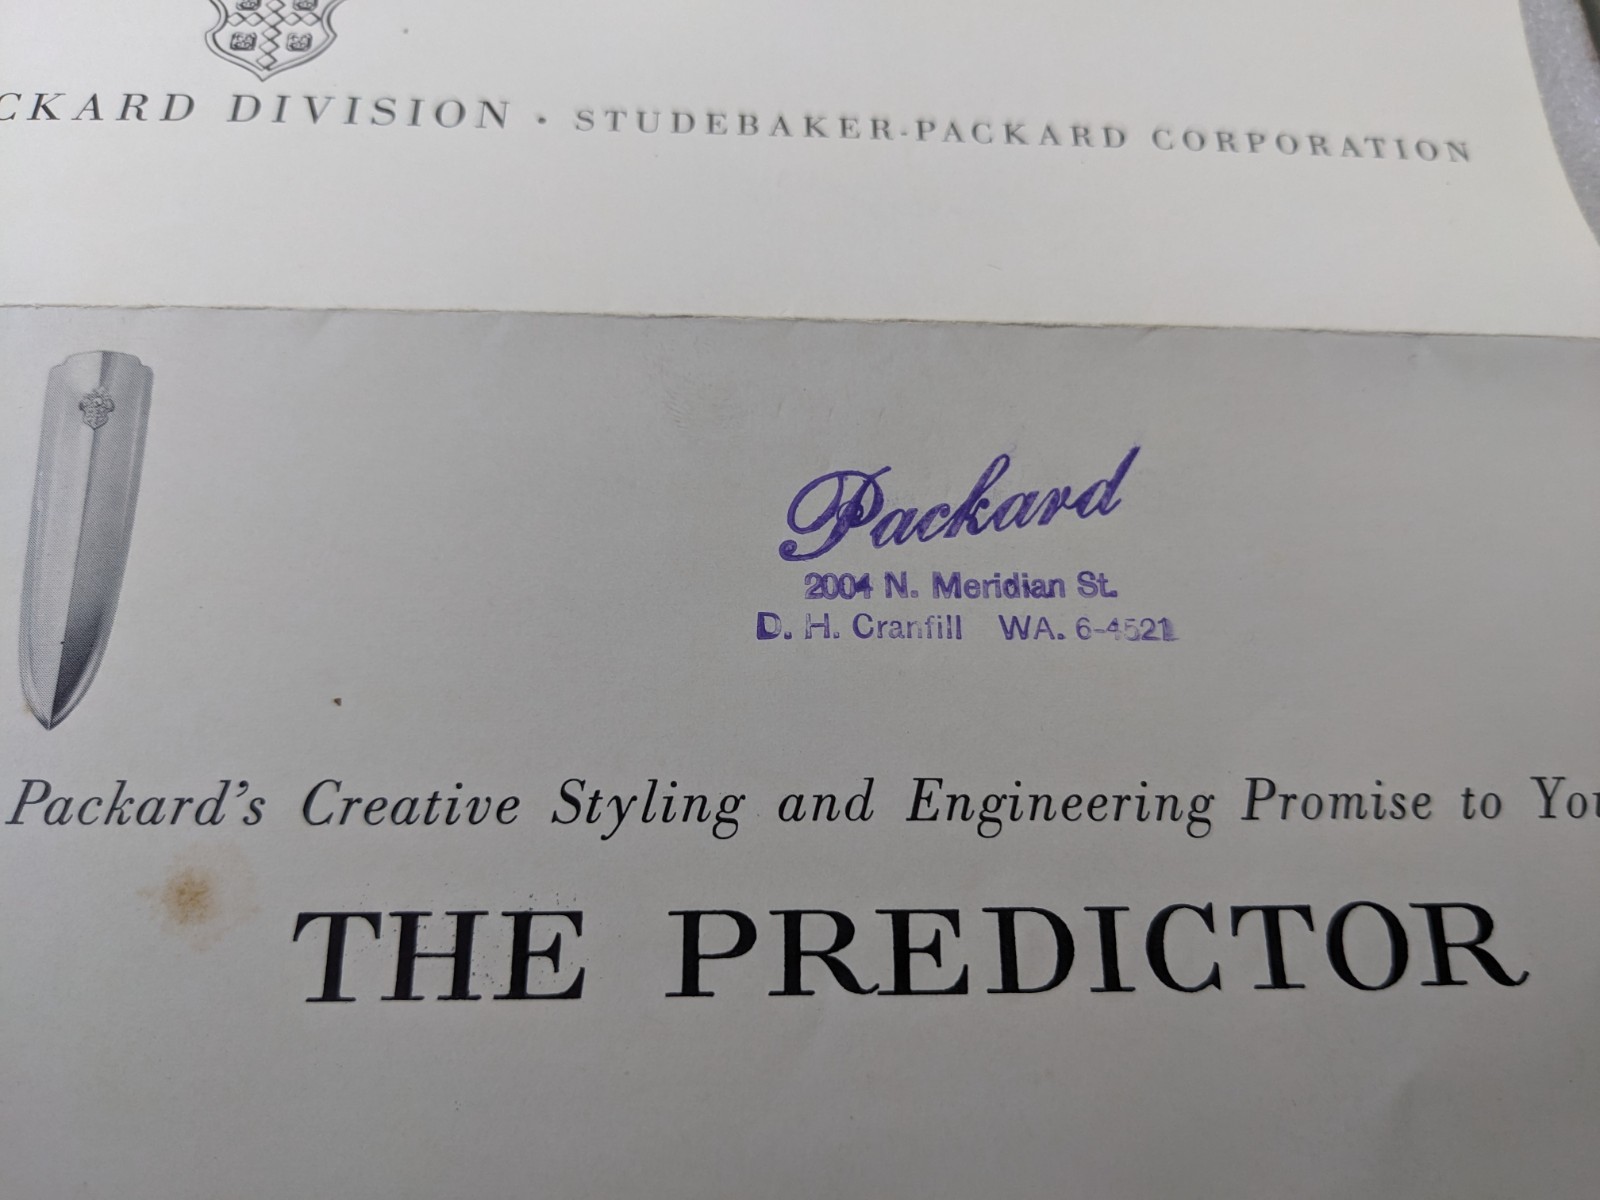 CKARD DIVISION · STUDEBAKER-PACKARD CORPORATION
Packard
2004 N. Meridian St.
D. H. Cranfill WA. 6-4521
Packard's Creative Styling and Engineering Promise to You
THE PREDICTOR